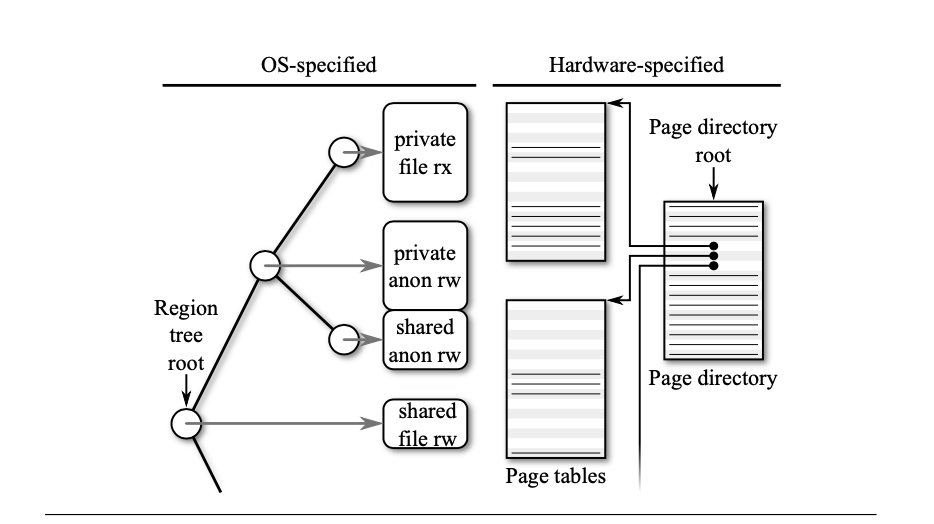 OS-specified
Hardware-specified
private
file rx
private
anon rw
shared
anon rw
shared
file rw
Region
tree
root
Page directory
root
Page directory
Page tables